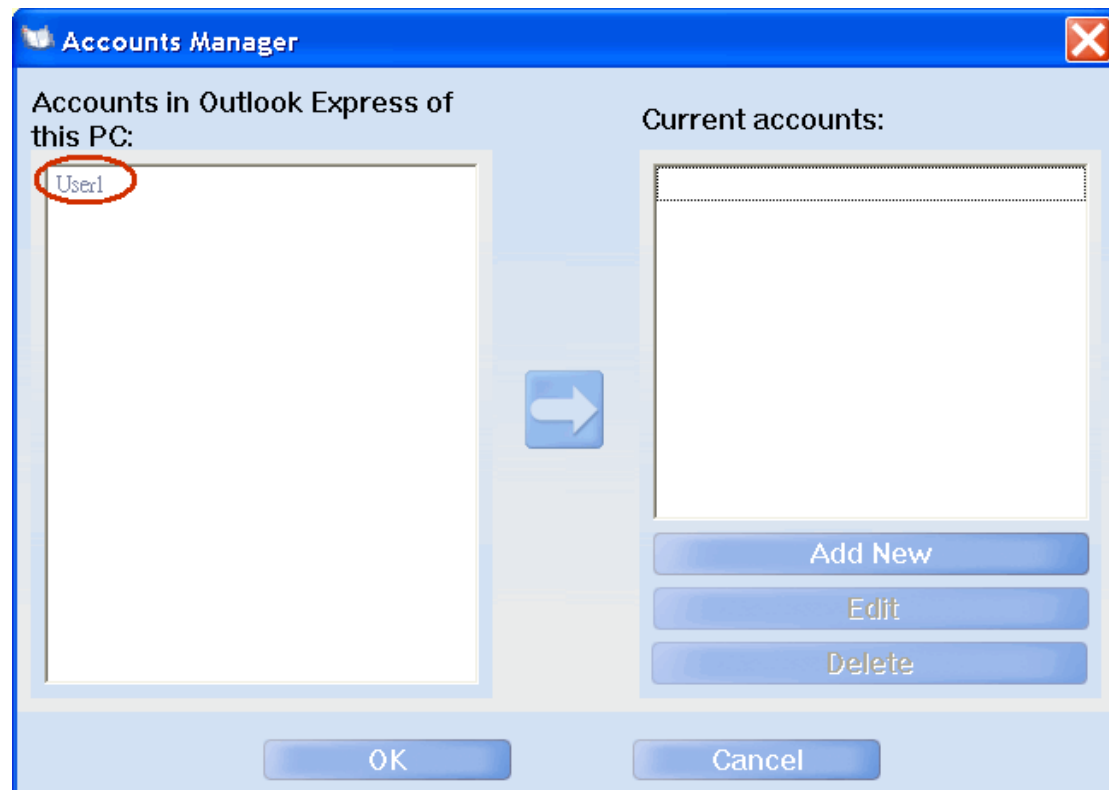 Accounts Manager
Accounts in Outlook Express of
this PC:
User1
Current accounts:
Add New
Edit
Delete
OK
Cancel